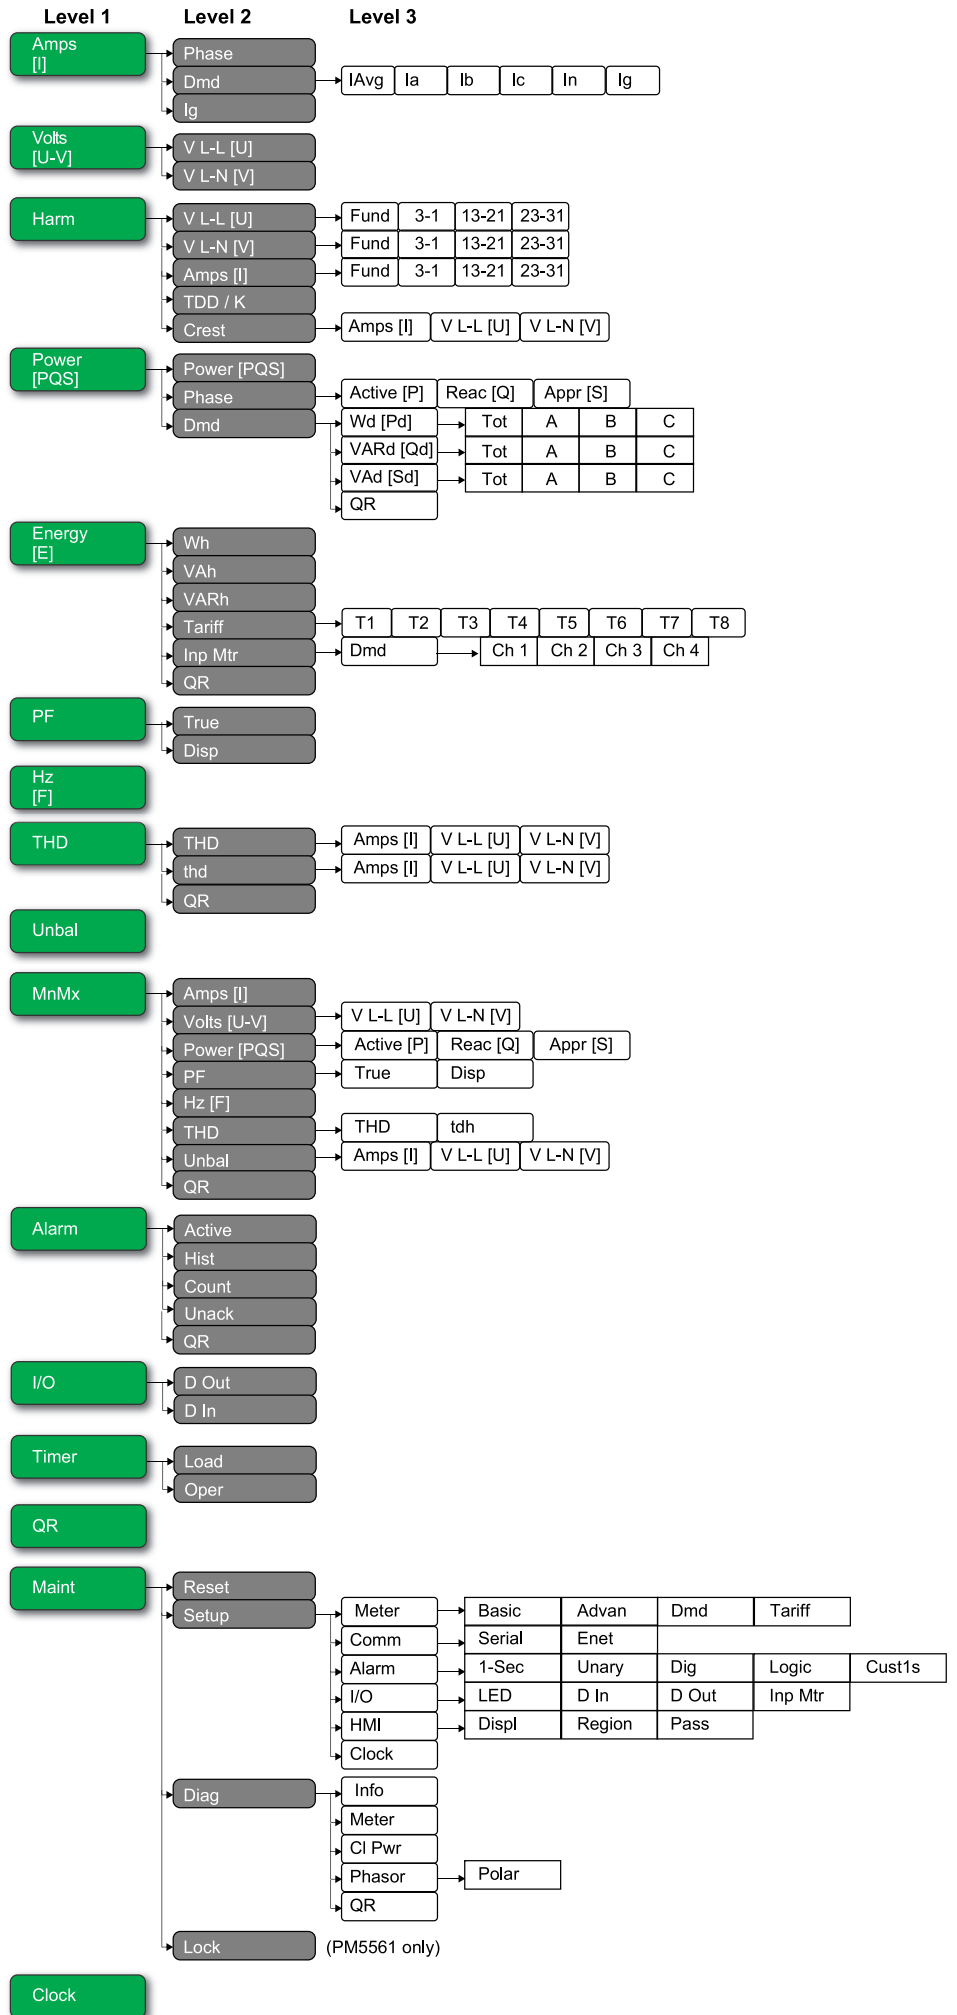 Level 1 Level 2 Level 3
Amps
[I]
Phase
Dmd
IAvg Ia Ib Ic In Ig
Ig
Volts
[U-V]
V L-L [U]
V L-N [V]
Harm
V L-L [U] Fund 3-1 13-21 23-31
V L-N [V] Fund 3-1 13-21 23-31
Amps [I] Fund 3-1 13-21 23-31
TDD / K
Crest Amps [I] V L-L [U] V L-N [V]
Power
[PQS]
Power [PQS]
Phase Active [P] Reac [Q] Appr [S]
Dmd Wd [Pd] Tot A B C
VARd [Qd] Tot A B C
VAd [Sd] Tot A B C
QR
Energy
[E]
Wh
VAh
VARh
Tariff T1 T2 T3 T4 T5 T6 T7 T8
Inp Mtr Dmd Ch 1 Ch 2 Ch 3 Ch 4
QR
PF
True
Disp
Hz
[F]
THD
THD Amps [I] V L-L [U] V L-N [V]
thd Amps [I] V L-L [U] V L-N [V]
QR
Unbal
MnMx
Amps [I]
Volts [U-V] V L-L [U] V L-N [V]
Power [PQS] Active [P] Reac [Q] Appr [S]
PF True Disp
Hz [F]
THD THD tdh
Unbal Amps [I] V L-L [U] V L-N [V]
QR
Alarm
Active
Hist
Count
Unack
QR
I/O
D Out
D In
Timer
Load
Oper
QR
Maint
Reset
Setup Meter Basic Advan Dmd Tariff
Comm Serial Enet
Alarm 1-Sec Unary Dig Logic Cust1s
I/O LED D In D Out Inp Mtr
HMI Displ Region Pass
Clock
Diag Info
Meter
Cl Pwr
Phasor Polar
QR
Lock (PM5561 only)
Clock